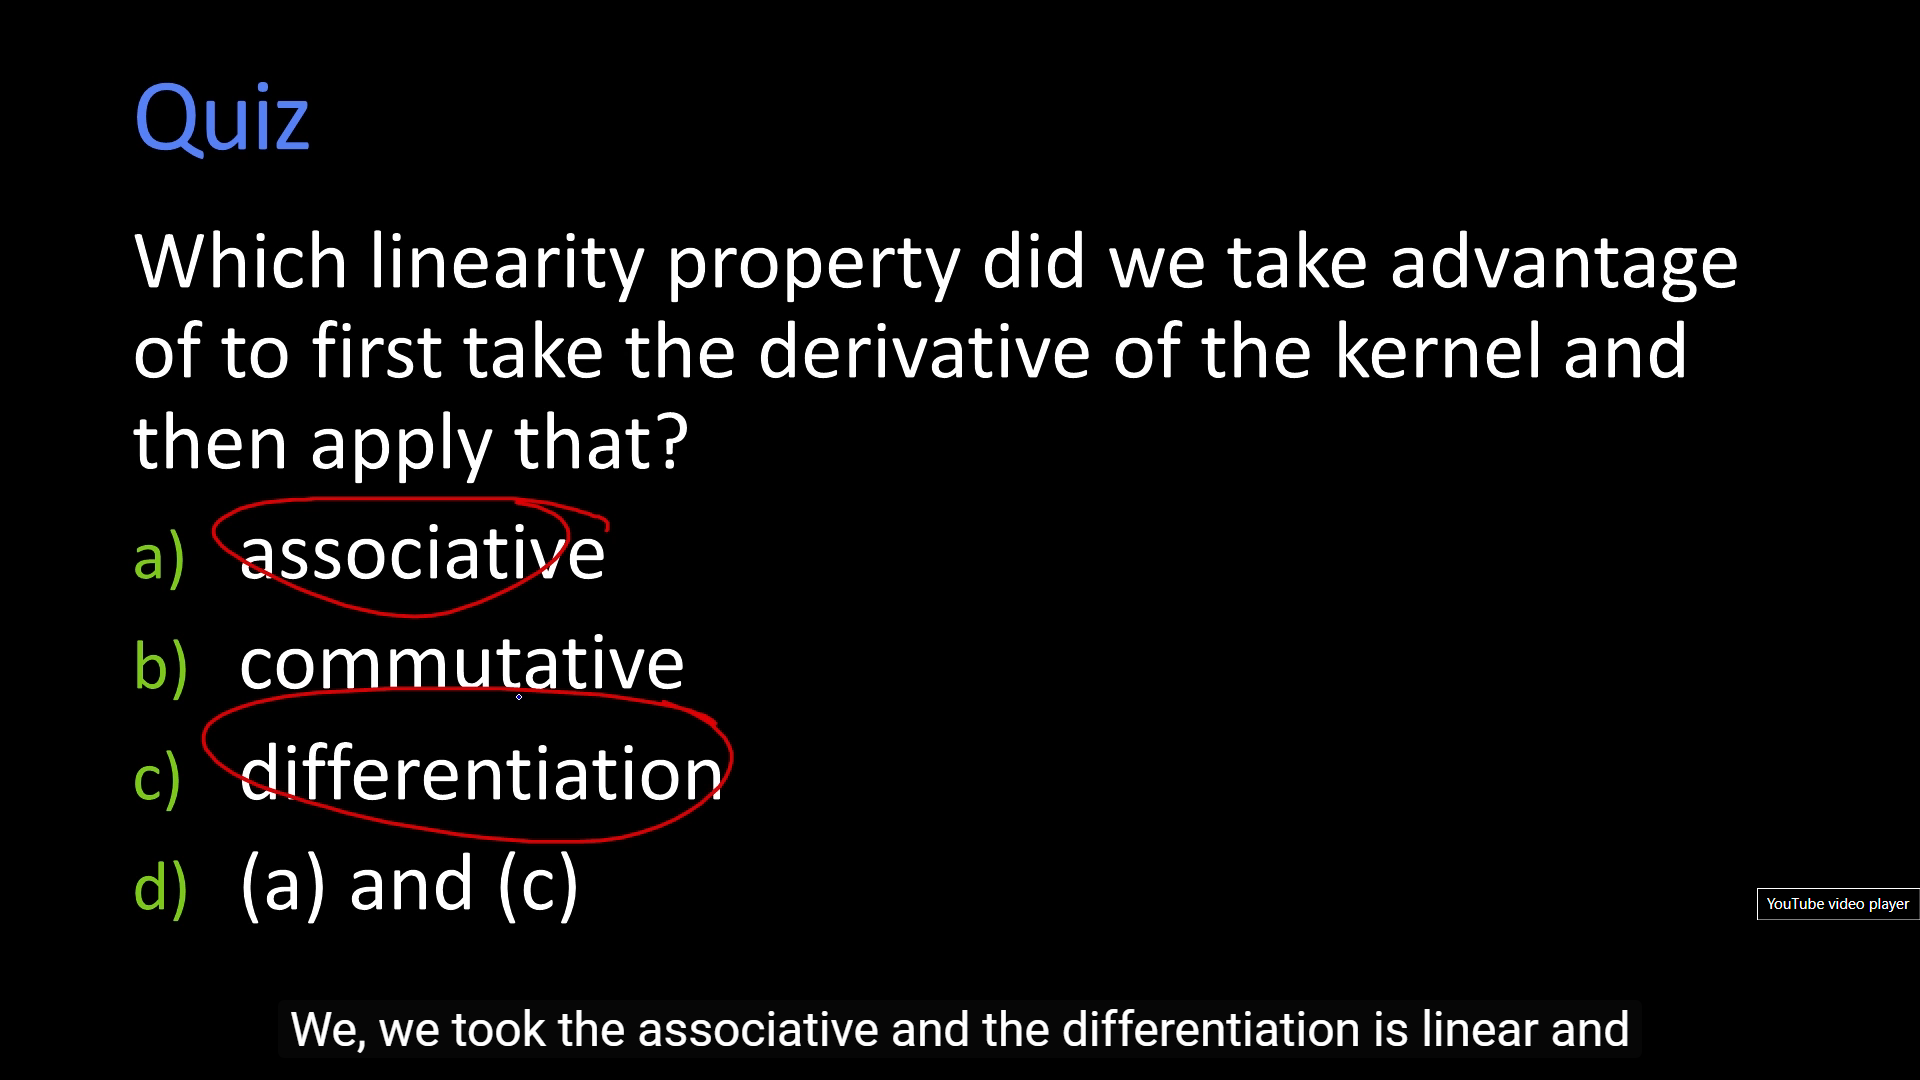 Quiz
Which linearity property did we take advantage
of to first take the derivative of the kernel and
then apply that?
a) associative
b) commutative
c) differentiation
d) (a) and (c)
YouTube video player
We, we took the associative and the differentiation is linear and